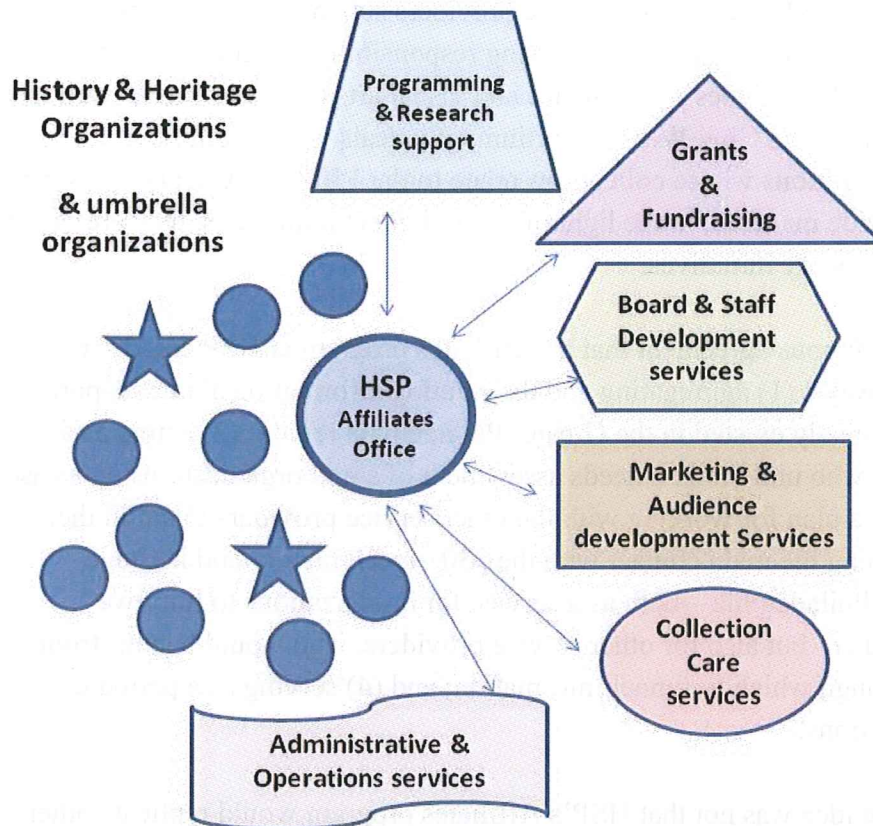 History & Heritage
Organizations
& umbrella
organizations
Programming
& Research
support
Grants
&
Fundraising
Board & Staff
Development
services
HSP
Affiliates
Office
Marketing &
Audience
development Services
Collection
Care
services
Administrative &
Operations services